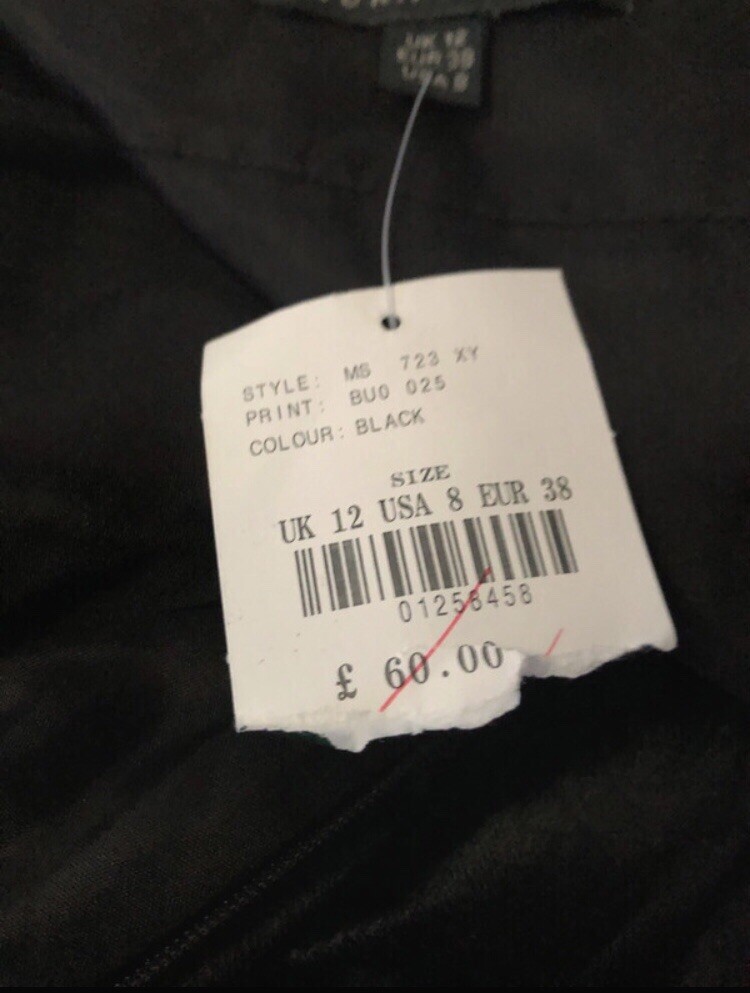 UK 12
EUR 38
USA 8
STYLE: MS 723 XY
PRINT: BU0 025
COLOUR: BLACK
SIZE
UK 12 USA 8 EUR 38
01256458
£ 60.00